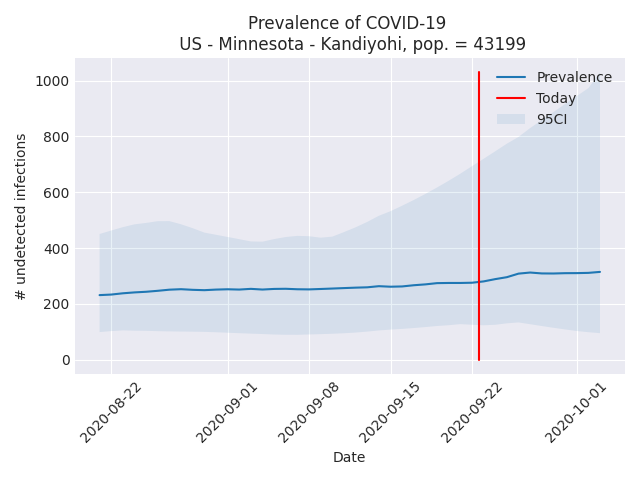 Prevalence of COVID-19
US - Minnesota - Kandiyohi, pop. = 43199
Prevalence
Today
95CI
1000
800
600
400
200
0
# undetected infections
2020-08-22
2020-09-01
2020-09-08
2020-09-15
2020-09-22
2020-10-01
Date